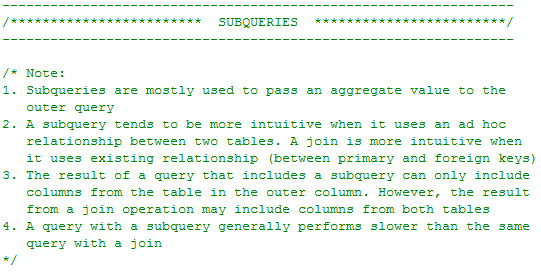 ----------------------------------------------------------------
/************************ SUBQUERIES ************************/
----------------------------------------------------------------
/* Note:
1. Subqueries are mostly used to pass an aggregate value to the
outer query
2. A subquery tends to be more intuitive when it uses an ad hoc
relationship between two tables. A join is more intuitive when
it uses existing relationship (between primary and foreign keys)
3. The result of a query that includes a subquery can only include
columns from the table in the outer column. However, the result
from a join operation may include columns from both tables
4. A query with a subquery generally performs slower than the same
query with a join
*/